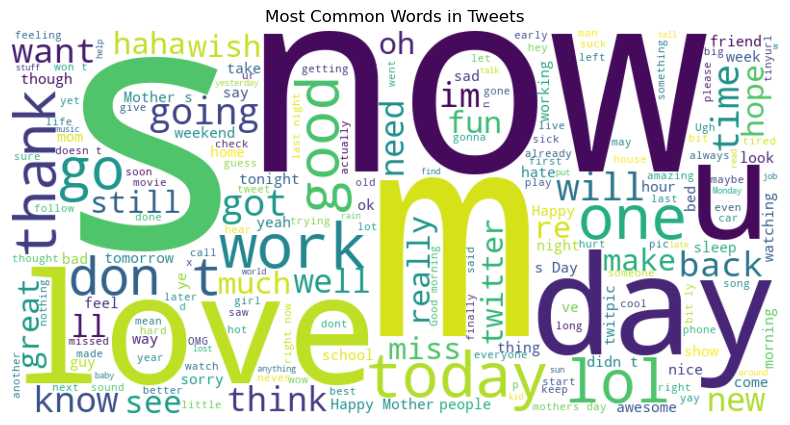 Most Common Words in Tweets
s
now
m
love
day
u
feeling
stuff
won t
help
want
haha
wish
oh
though
take
ur
getting
say
yesterday
yet
Mother s
give
going
life
music
mom
weekend
check
doesn t
home
guess
sure
soon
movie
tonight
tweet
follow
still
done
thank
go
last night
good
actually
need
went
let
talk
sad
gone
im
n
fun
gonna
early
hey
man
suck
left
working
live
sick
may
already
first
play
hate
house
put
something
tell
friend
big
week
please
w
tinyurl
bit
Ugh
time
hope
read
tired
always
look
amazing
will
hour
last
bed
maybe
Monday
job
even
car
watching
got
yeah
ok
old
lot
trying
rain
find
thought
bad
tomorrow
call
x
hear
work
don
t
world
much
well
really
Good morning
finally
said
twitter
one
re
Happy
night
hurt
pic
late
sleep
make
back
s Day
someone
song
ve
long
twitpic
cool
bit ly
phone
morning
thing
didn t
show
everyone
miss
nice
come
around
right
start
keep
sun
p
kid
today
lol
yay
new
mothers day
awesome
people
Happy Mother
best
think
little
sorry
see
know
better
another
next
sound
baby
nothing
great
ll
feel
missed
made
guy
mean
hard
way
year
later
d
ye
girl
saw
OMG
lost
hot
watch
right now
dont
school
anything
never
wow